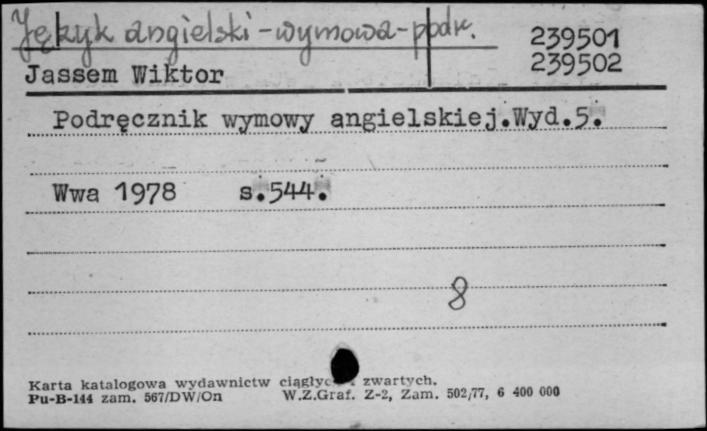 Język angielski-wymowa-podr.
239501
Jassem Wiktor
239502
Podręcznik wymowy angielskiej.Wyd.5.
Wwa 1978 s.544.
8
Karta katalogowa wydawnictw zwartych.
Pu-B-144 zam. 567/DW/On W.Z.Graf. Z-2, Zam. 502/77, 6 400 000